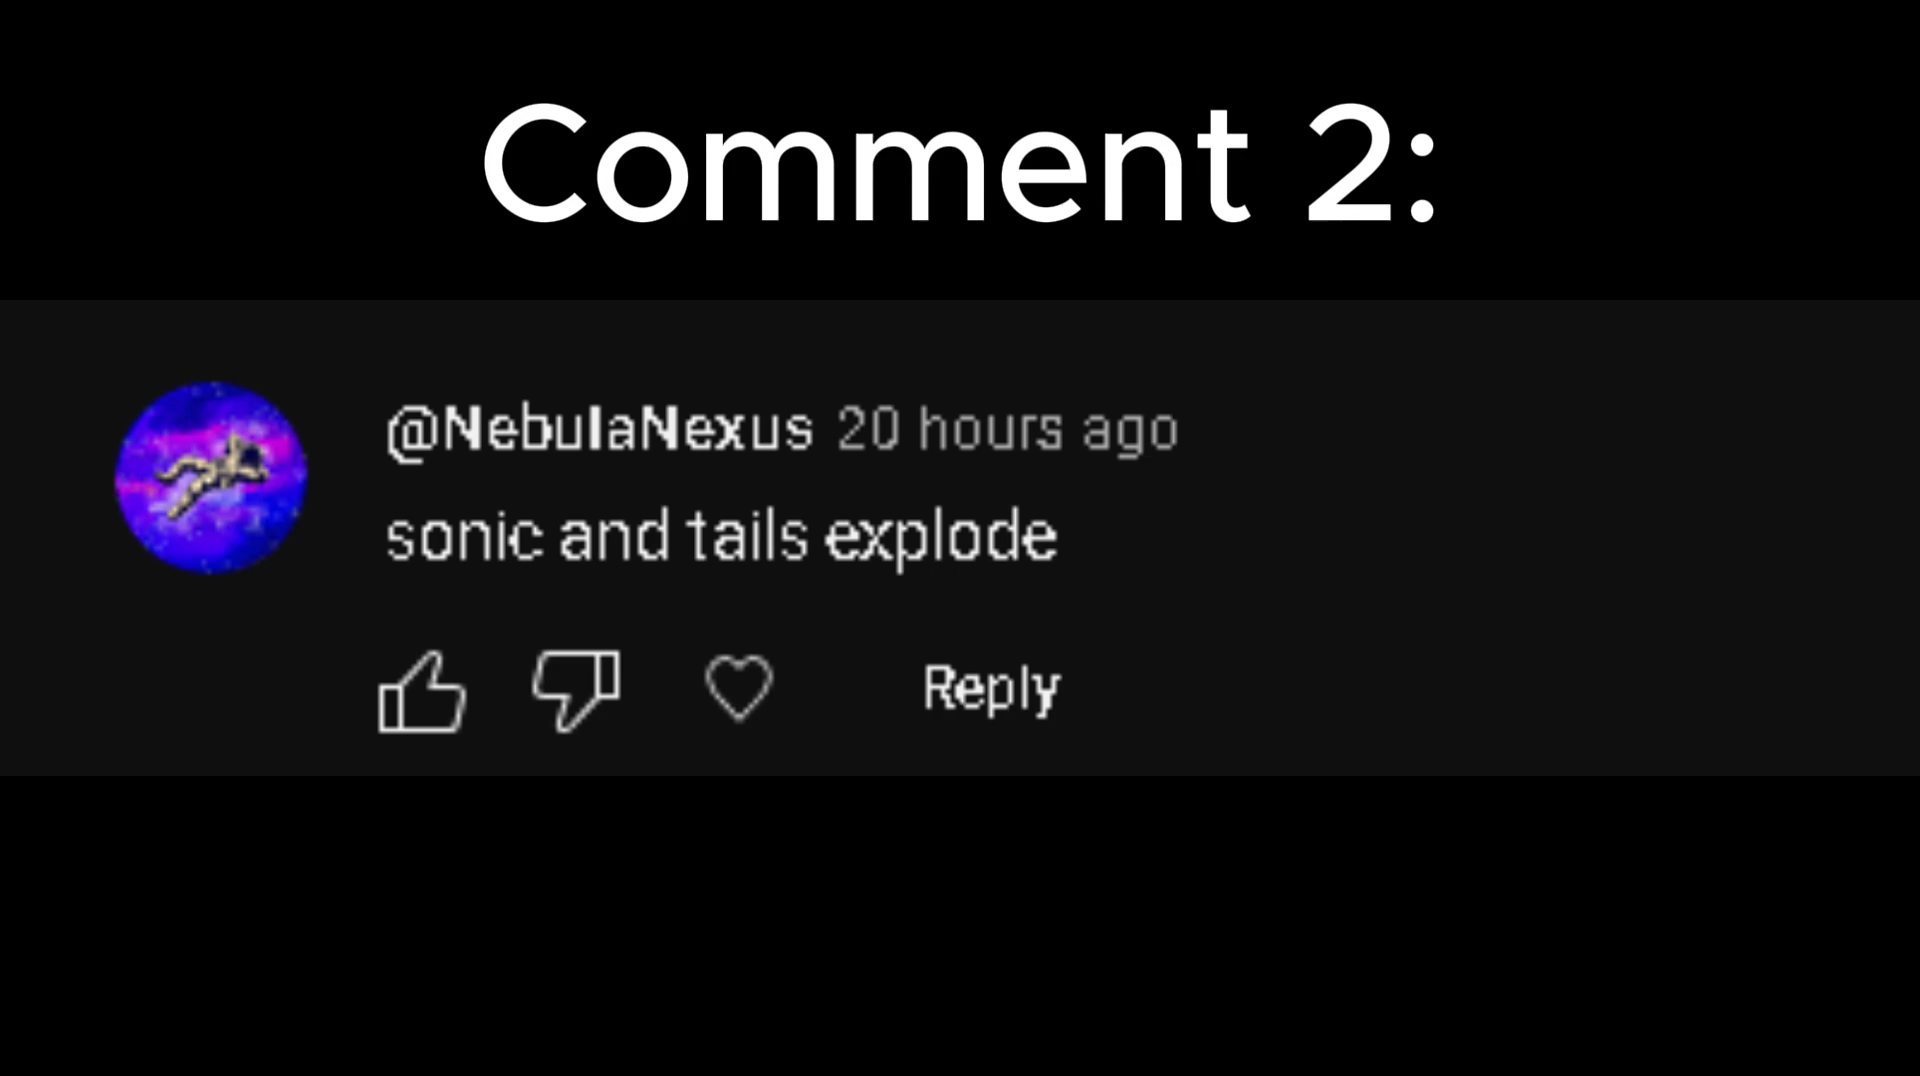 Comment 2:
@NebulaNexus 20 hours ago
sonic and tails explode
Reply